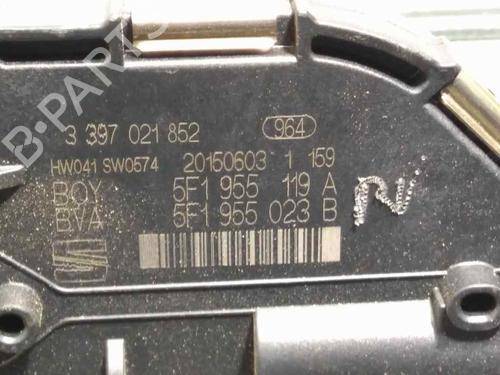 B-PARTS
3 397 021 852 964
HW041 SW0574 20150603 1 159
BOY 5F1 955 119 A
BVA 5F1 955 023 B